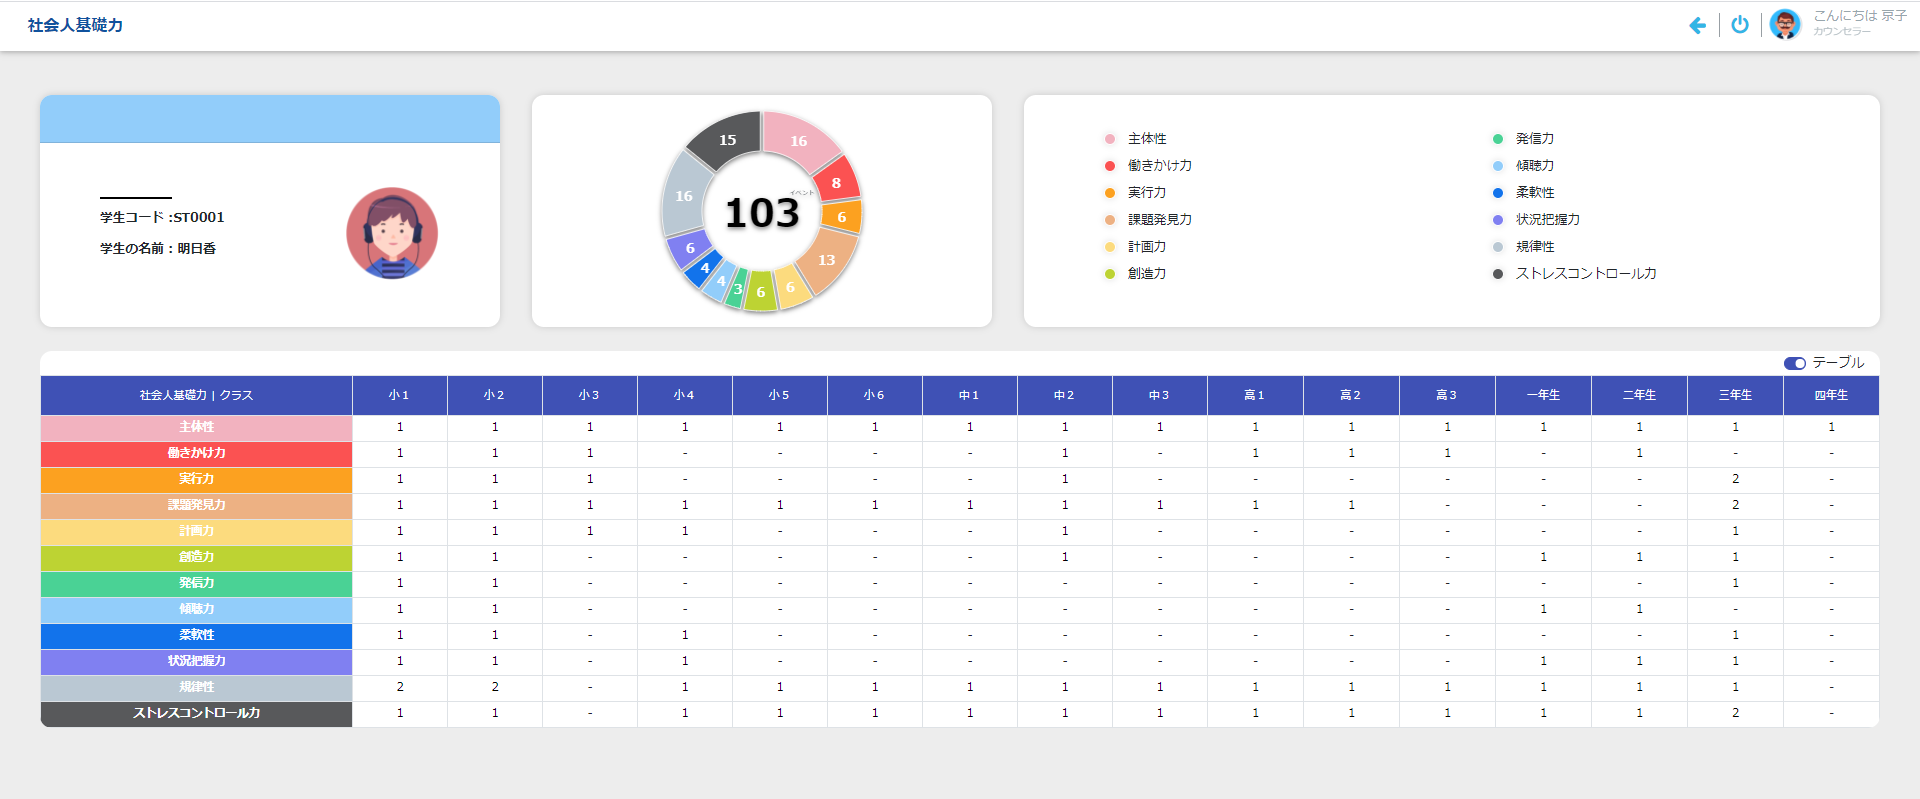 社会人基礎力
こんにちは 京子
カウンセラー
学生コード :ST0001
学生の名前 : 明日香
15
16
8
6
13
6
6
3
4
4
6
16
イベント
103
主体性
働きかけ力
実行力
課題発見力
計画力
創造力
発信力
傾聴力
柔軟性
状況把握力
規律性
ストレスコントロール力
テーブル
社会人基礎力 | クラス 小1 小2 小3 小4 小5 小6 中1 中2 中3 高1 高2 高3 一年生 二年生 三年生 四年生
主体性 1 1 1 1 1 1 1 1 1 1 1 1 1 1 1 1
働きかけ力 1 1 1 - - - - 1 - 1 1 1 - 1 - -
実行力 1 1 1 - - - - 1 - - - - - - 2 -
課題発見力 1 1 1 1 1 1 1 1 1 1 1 - - - 2 -
計画力 1 1 1 1 - - - 1 - - - - - - 1 -
創造力 1 1 - - - - - 1 - - - - 1 1 1 -
発信力 1 1 - - - - - - - - - - - - 1 -
傾聴力 1 1 - - - - - - - - - - 1 1 - -
柔軟性 1 1 - 1 - - - - - - - - - - 1 -
状況把握力 1 1 - 1 - - - - - - - - 1 1 1 -
規律性 2 2 - 1 1 1 1 1 1 1 1 1 1 1 1 -
ストレスコントロール力 1 1 - 1 1 1 1 1 1 1 1 1 1 1 2 -